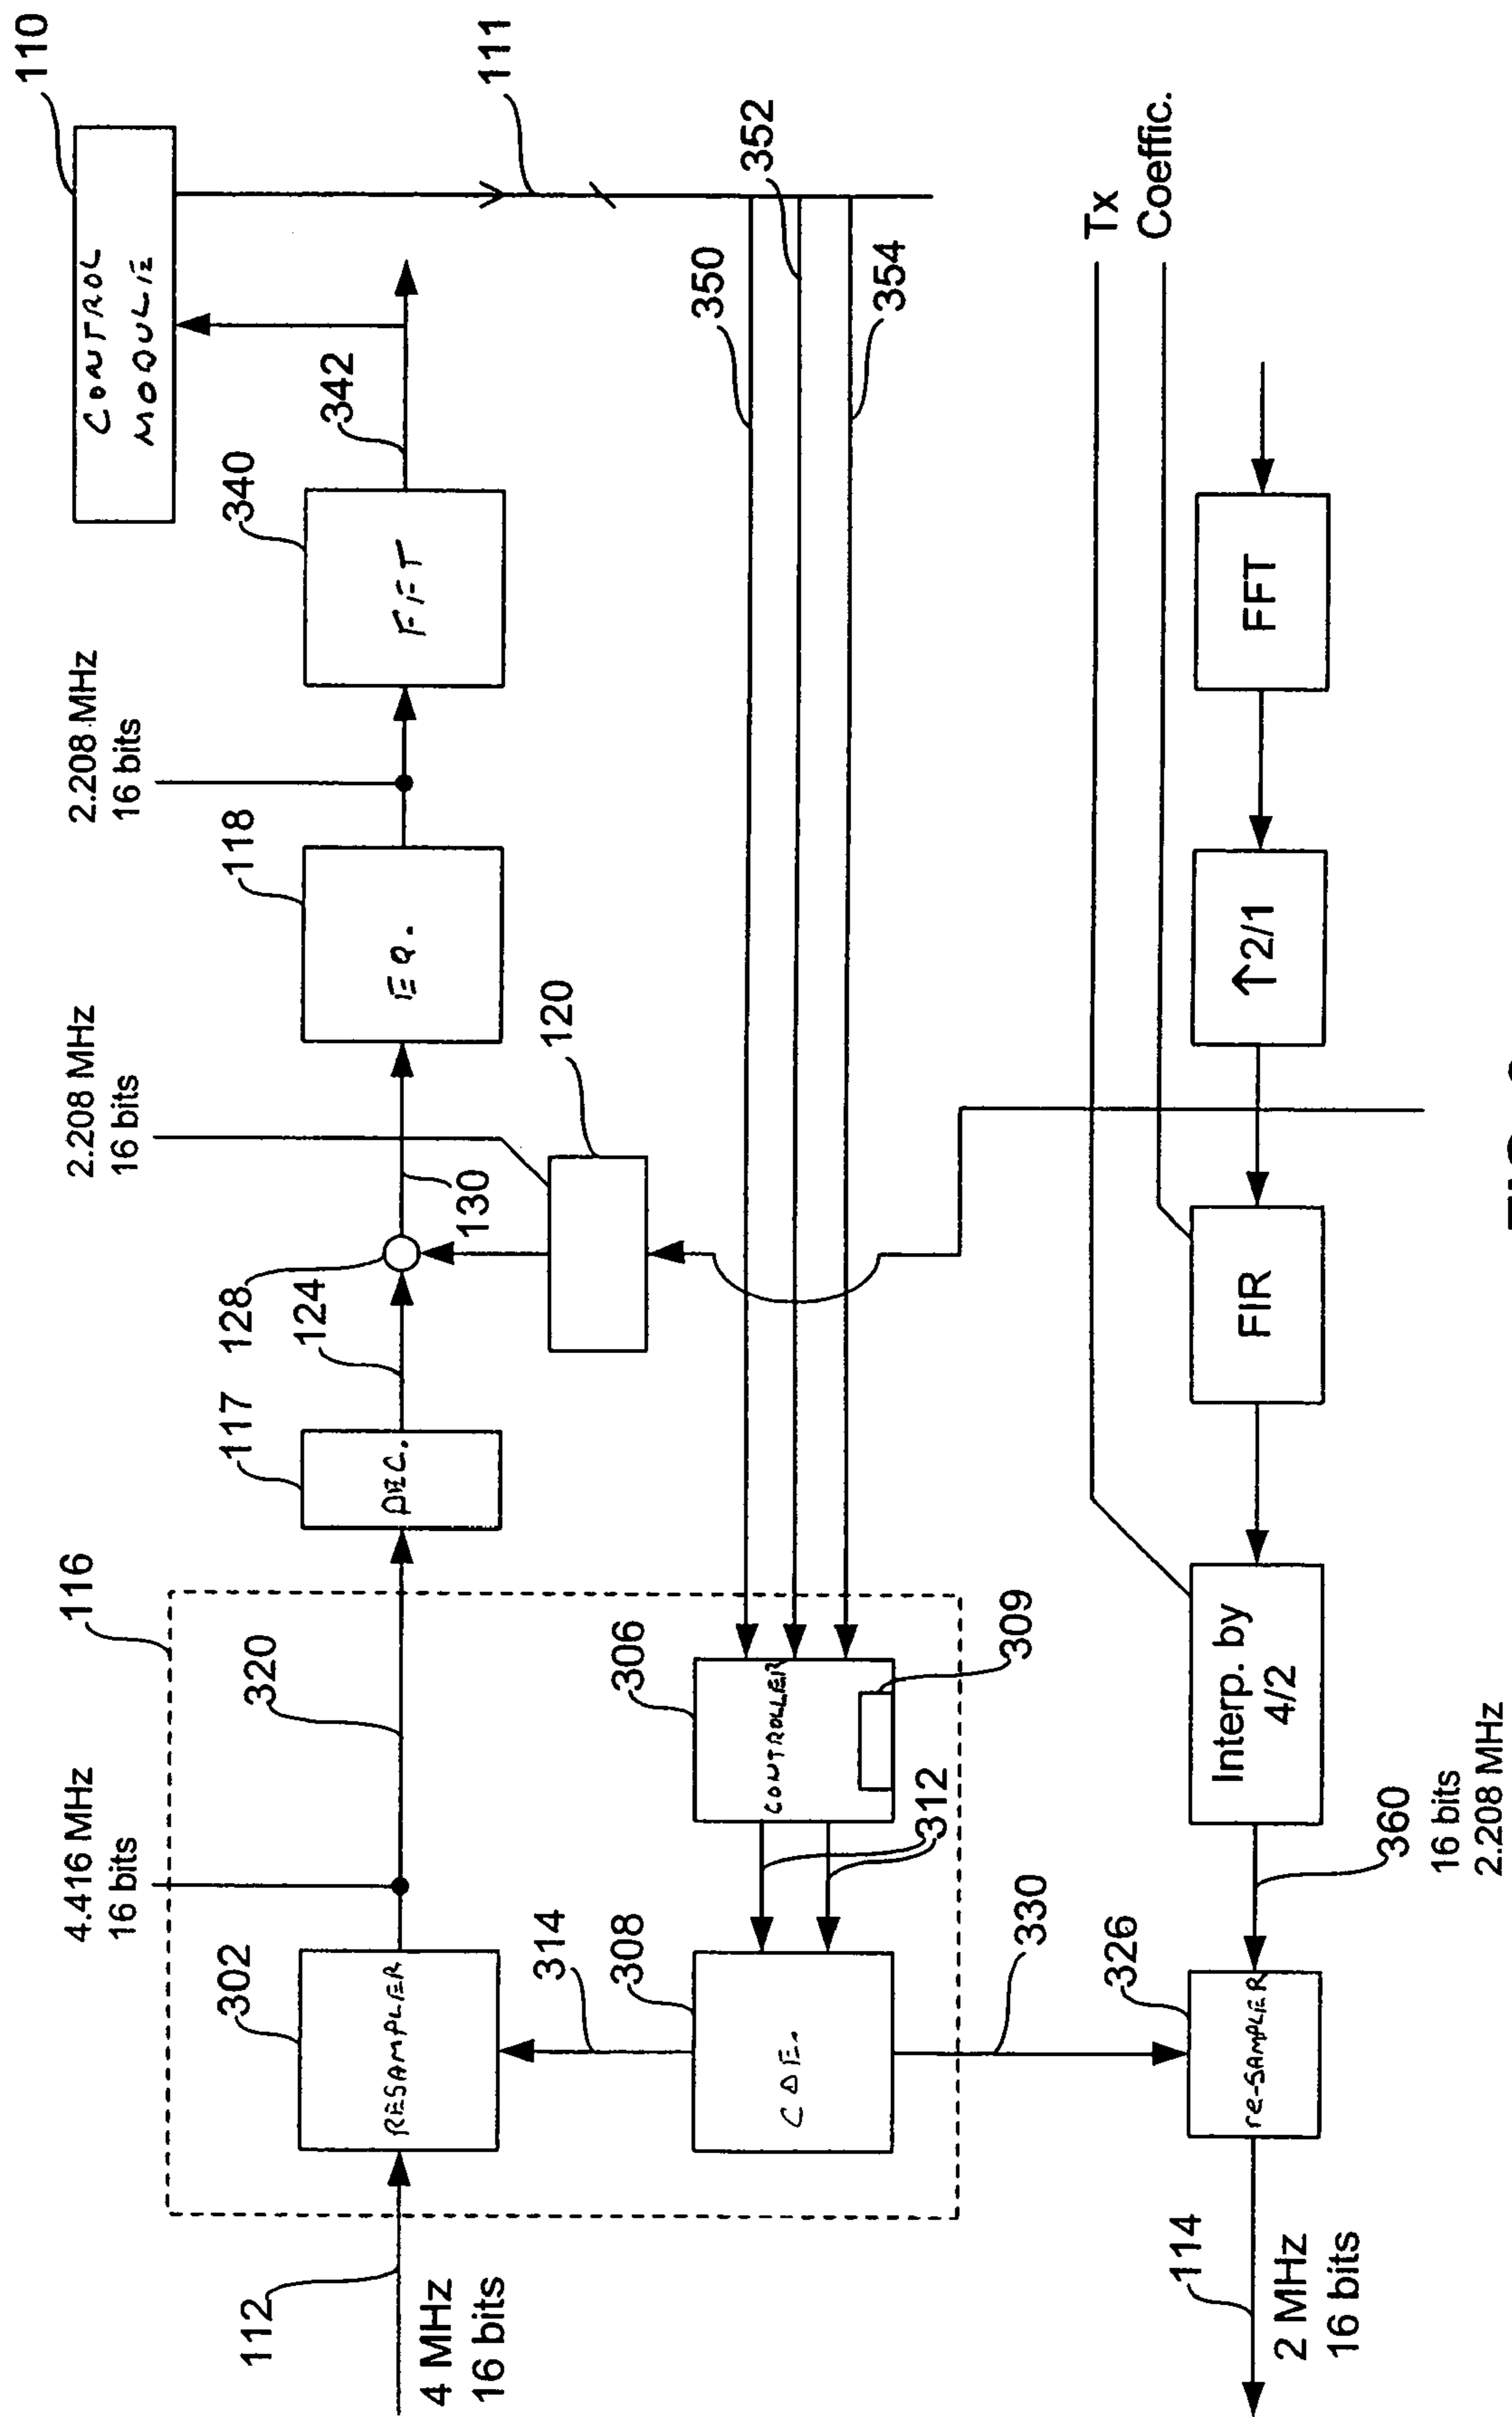 110
CONTROL
MODULE
111
2.208 MHz
16 bits
340
FFT
342
118
EQ.
2.208 MHz
16 bits
120
130
128
124
117
DEC.
350
352
354
116
4.416 MHz
16 bits
320
302
RESAMPLER
314
308
306
CONTROLLER
309
312
330
112
4 MHz
16 bits
Tx
Coeffic.
FFT
↑2/1
FIR
Interp. by
4/2
360
16 bits
2.208 MHz
326
re-SAMPLER
114
2 MHz
16 bits